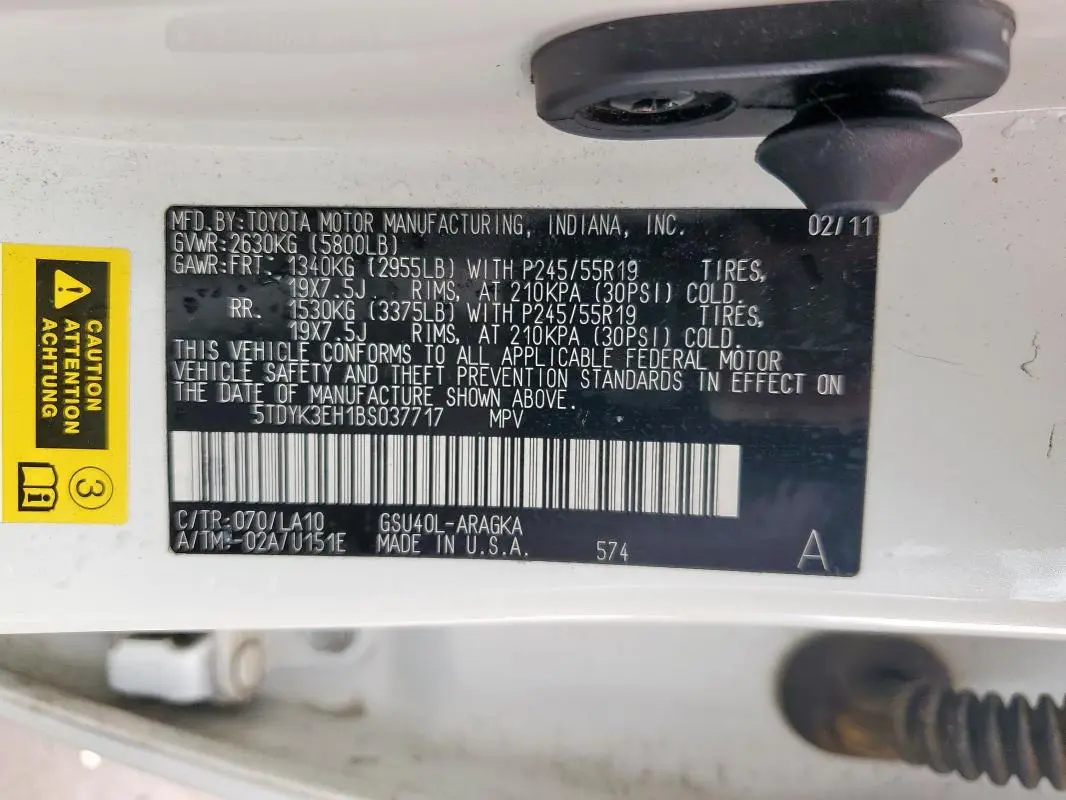 MFD.BY:TOYOTA MOTOR MANUFACTURING, INDIANA, INC. 02/11
GVWR:2630KG (5800LB)
GAWR:FRT: 1340KG (2955LB) WITH P245/55R19 TIRES,
19X7.5J RIMS, AT 210KPA (30PSI) COLD.
RR. 1530KG (3375LB) WITH P245/55R19 TIRES,
19X7.5J RIMS, AT 210KPA (30PSI) COLD.
THIS VEHICLE CONFORMS TO ALL APPLICABLE FEDERAL MOTOR
VEHICLE SAFETY AND THEFT PREVENTION STANDARDS IN EFFECT ON
THE DATE OF MANUFACTURE SHOWN ABOVE.
5TDYK3EH1BS037717 MPV
C/TR:070/LA10 GSU40L-ARAGKA
A/TM:-02A/U151E MADE IN U.S.A. 574 A
CAUTION
ATTENTION
ACHTUNG
3